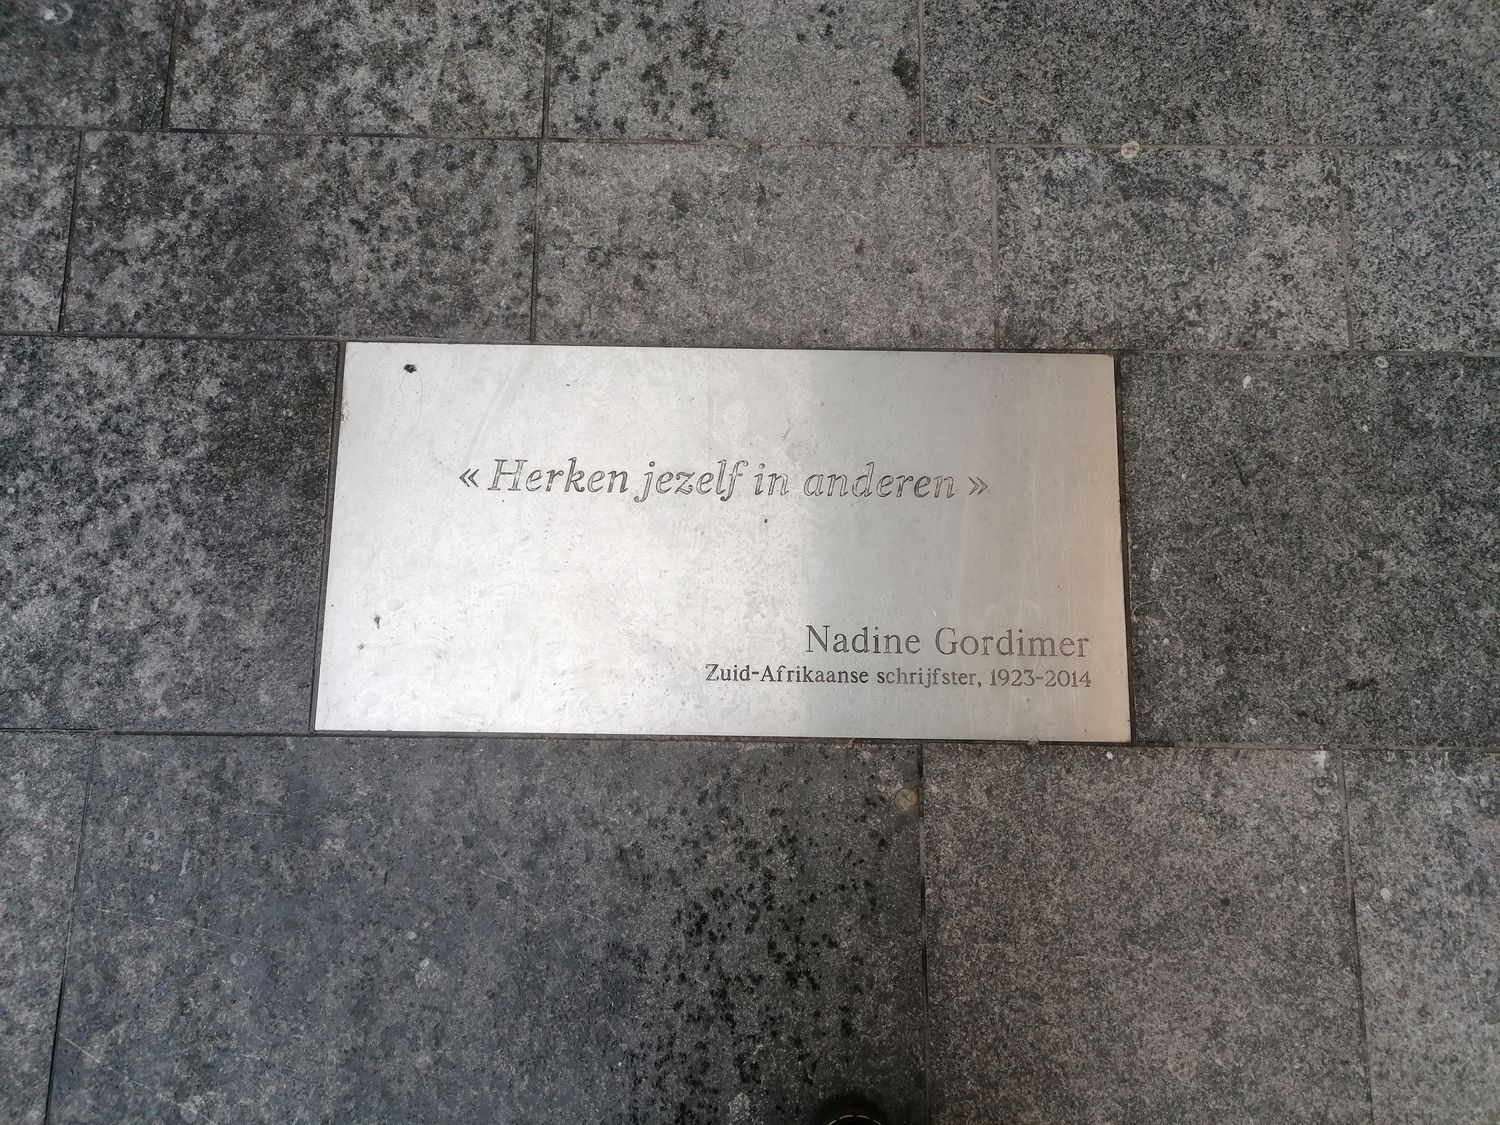 « Herken jezelf in anderen »
Nadine Gordimer
Zuid-Afrikaanse schrijfster, 1923-2014